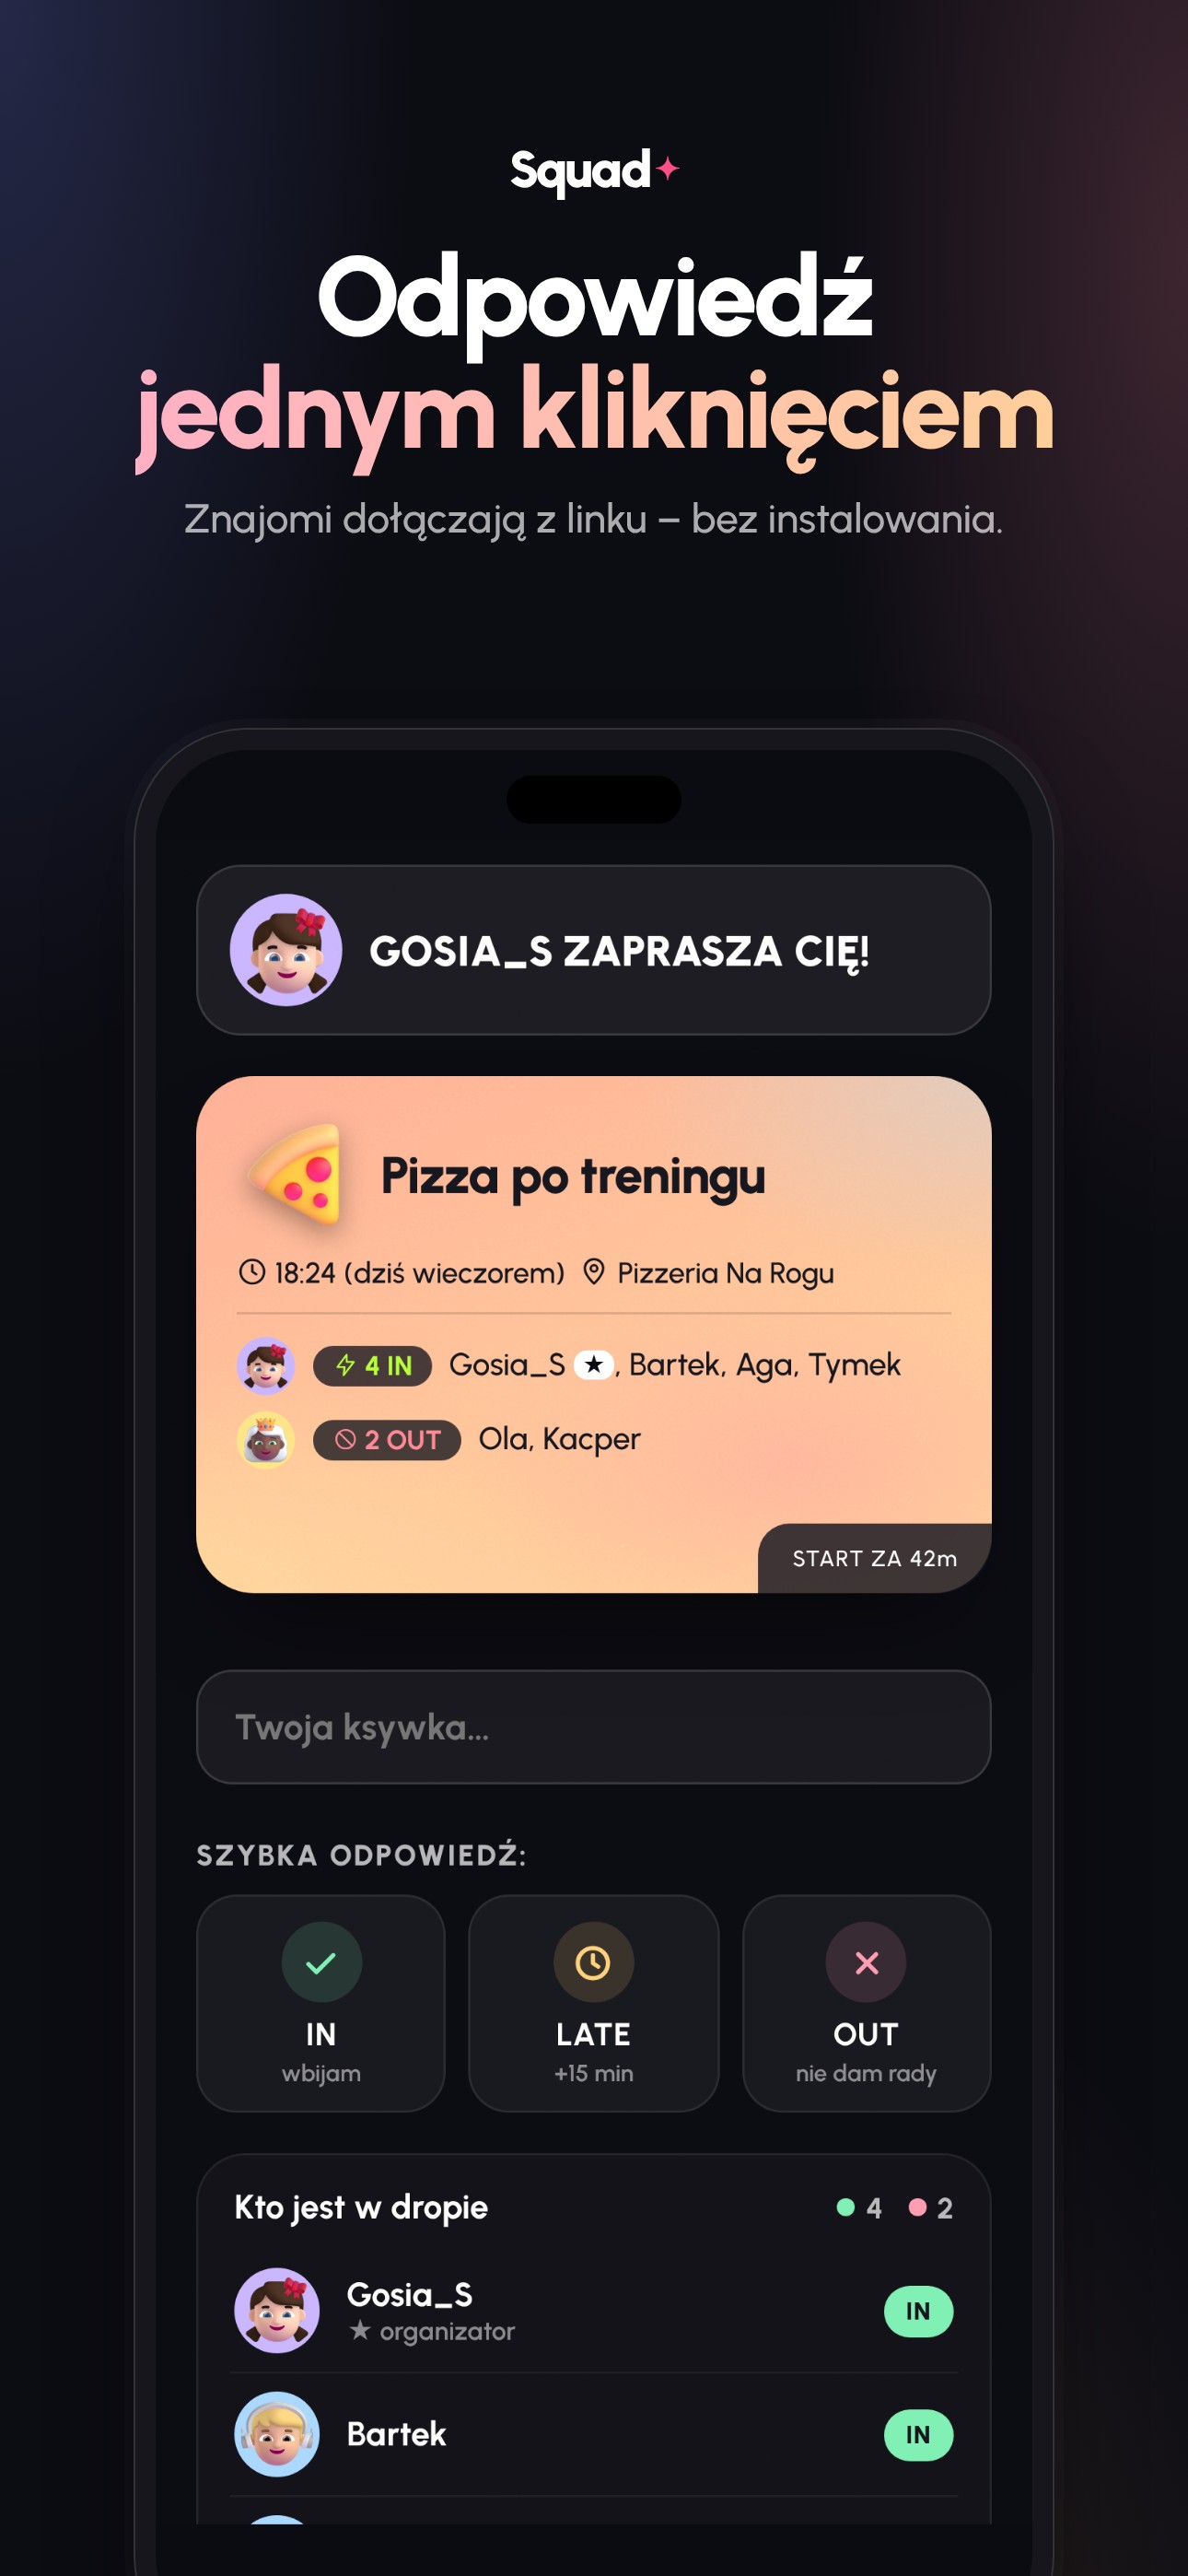 Squad
Odpowiedź
jednym kliknięciem
Znajomi dołączają z linku – bez instalowania.
GOSIA_S ZAPRASZA CIĘ!
Pizza po treningu
18:24 (dziś wieczorem) Pizzeria Na Rogu
4 IN Gosia_S ★, Bartek, Aga, Tymek
2 OUT Ola, Kacper
START ZA 42m
Twoja ksywka...
SZYBKA ODPOWIEDŹ:
IN LATE OUT
wbijam +15 min nie dam rady
Kto jest w dropie 4 2
Gosia_S
★ organizator
IN
Bartek IN